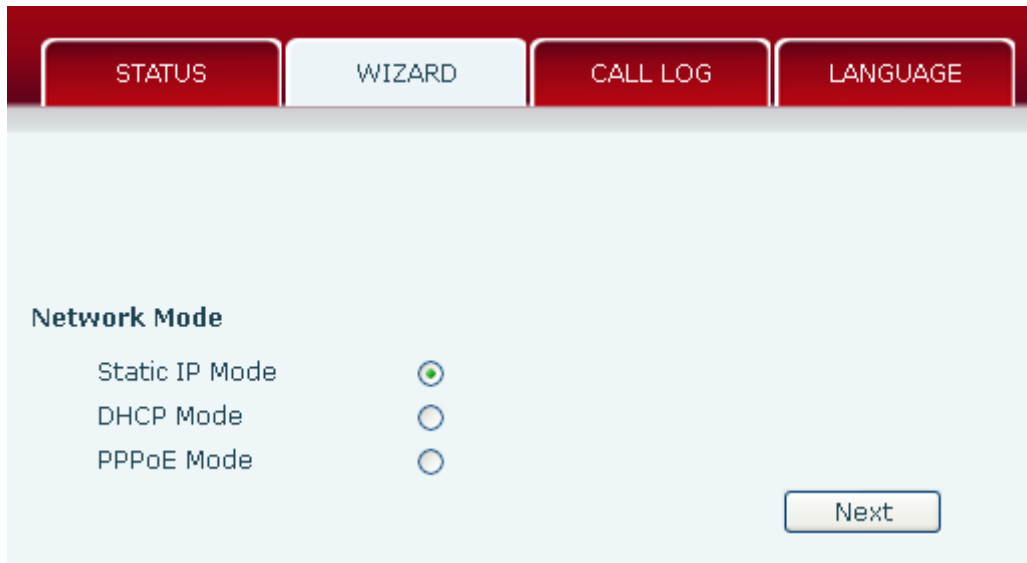 STATUS WIZARD CALL LOG LANGUAGE
Network Mode
Static IP Mode
DHCP Mode
PPPoE Mode
Next